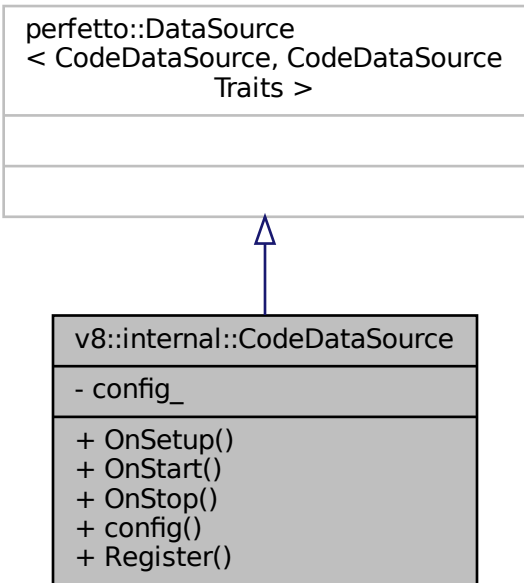 perfetto::DataSource
< CodeDataSource, CodeDataSource
Traits >
v8::internal::CodeDataSource
- config_
+ OnSetup()
+ OnStart()
+ OnStop()
+ config()
+ Register()